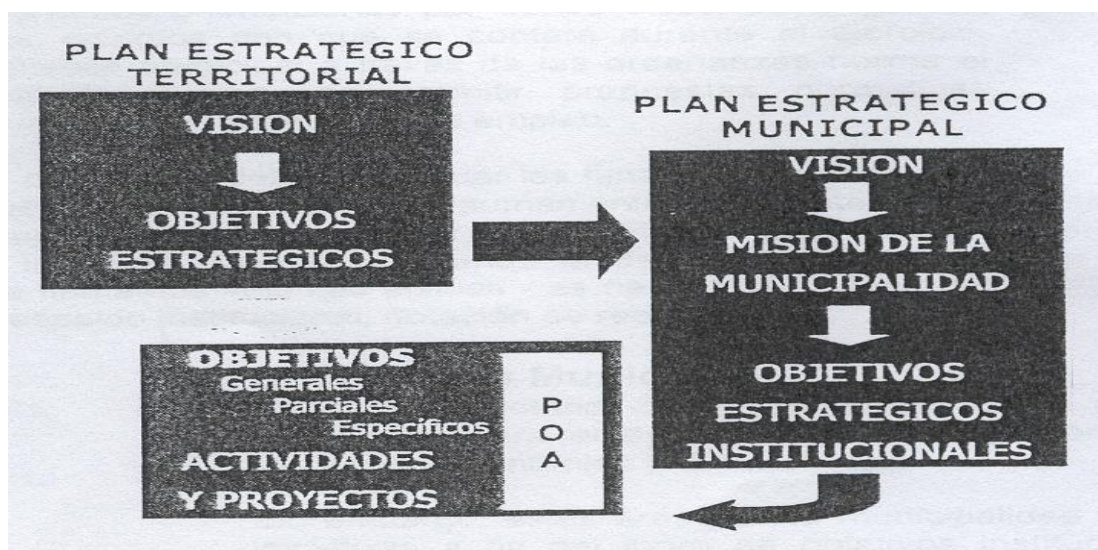 PLAN ESTRATEGICO
TERRITORIAL
VISION
OBJETIVOS
ESTRATEGICOS
PLAN ESTRATEGICO
MUNICIPAL
VISION
MISION DE LA
MUNICIPALIDAD
OBJETIVOS
ESTRATEGICOS
INSTITUCIONALES
OBJETIVOS
Generales
Parciales
Específicos
ACTIVIDADES
Y PROYECTOS
P
O
A